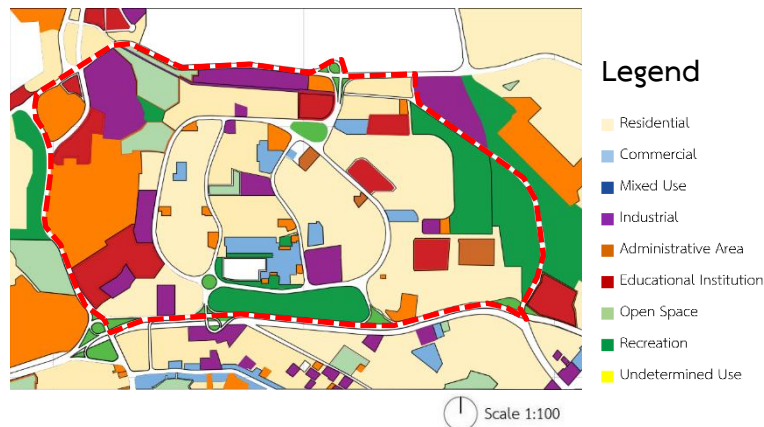 Legend
Residential
Commercial
Mixed Use
Industrial
Administrative Area
Educational Institution
Open Space
Recreation
Undetermined Use
Scale 1:100